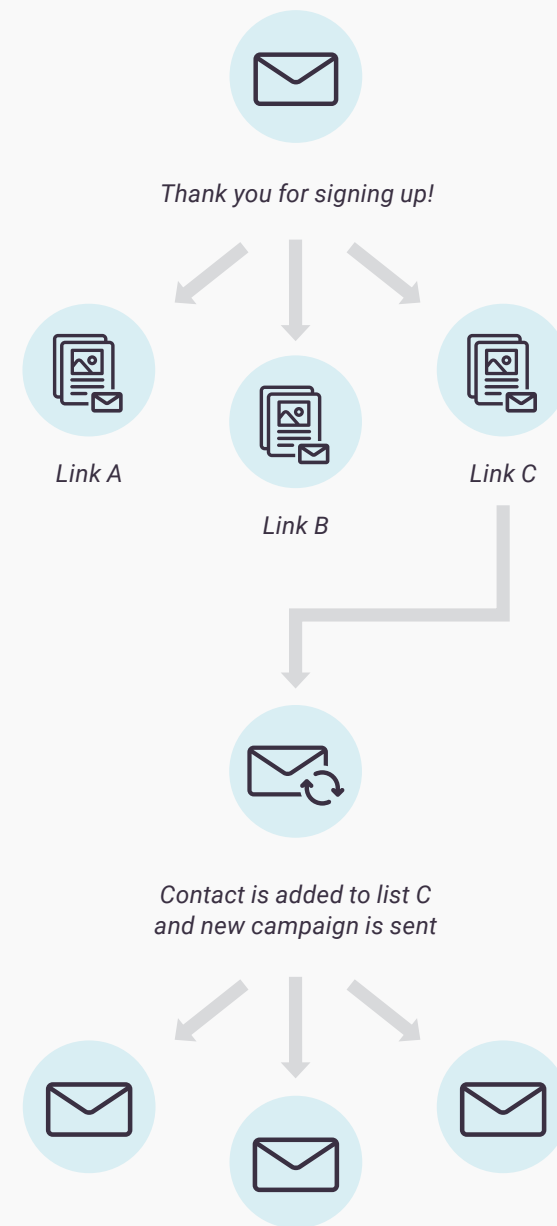 Thank you for signing up!
Link A
Link B
Link C
Contact is added to list C
and new campaign is sent